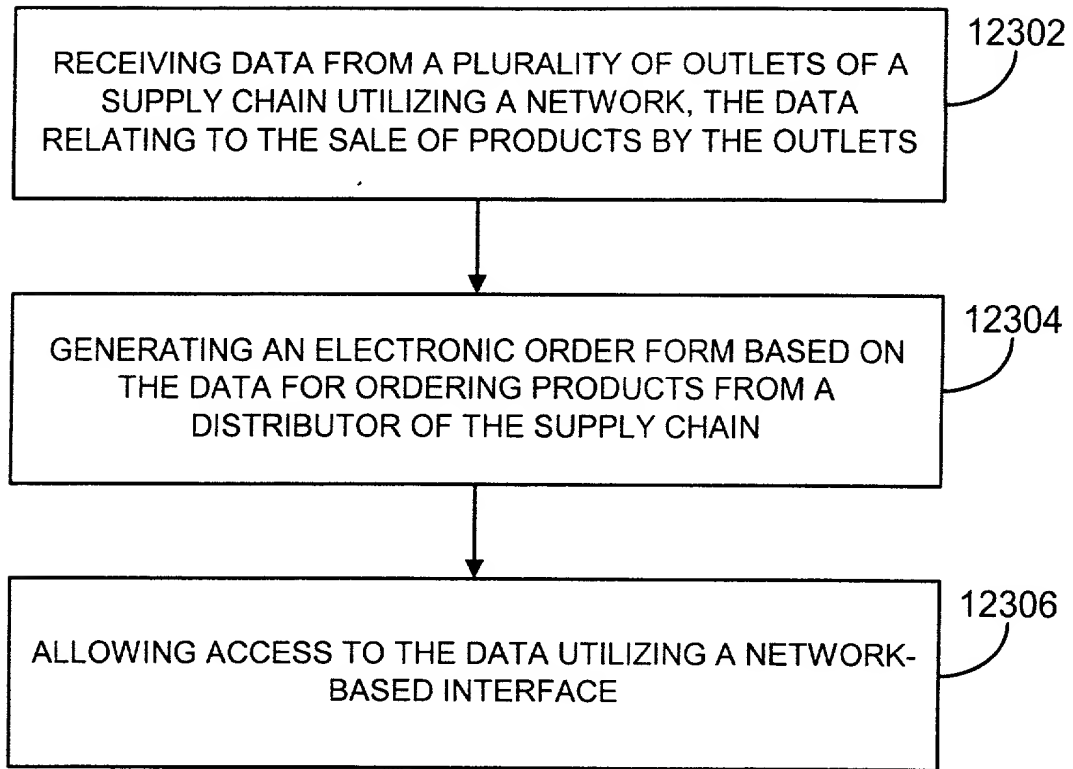 12302
RECEIVING DATA FROM A PLURALITY OF OUTLETS OF A
SUPPLY CHAIN UTILIZING A NETWORK, THE DATA
RELATING TO THE SALE OF PRODUCTS BY THE OUTLETS
12304
GENERATING AN ELECTRONIC ORDER FORM BASED ON
THE DATA FOR ORDERING PRODUCTS FROM A
DISTRIBUTOR OF THE SUPPLY CHAIN
12306
ALLOWING ACCESS TO THE DATA UTILIZING A NETWORK-
BASED INTERFACE